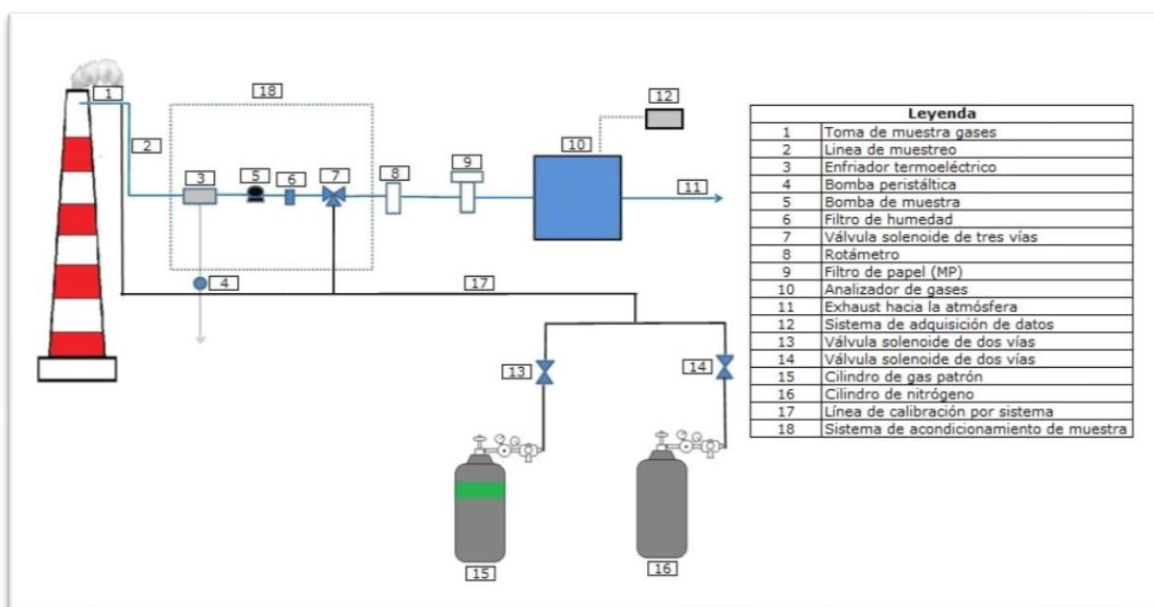 1
18
12
2
3
5
6
7
8
9
10
11
4
17
13
14
15
16
Leyenda
1 Toma de muestra gases
2 Linea de muestreo
3 Enfriador termoeléctrico
4 Bomba peristáltica
5 Bomba de muestra
6 Filtro de humedad
7 Válvula solenoide de tres vías
8 Rotámetro
9 Filtro de papel (MP)
10 Analizador de gases
11 Exhaust hacia la atmósfera
12 Sistema de adquisición de datos
13 Válvula solenoide de dos vías
14 Válvula solenoide de dos vías
15 Cilindro de gas patrón
16 Cilindro de nitrógeno
17 Línea de calibración por sistema
18 Sistema de acondicionamiento de muestra